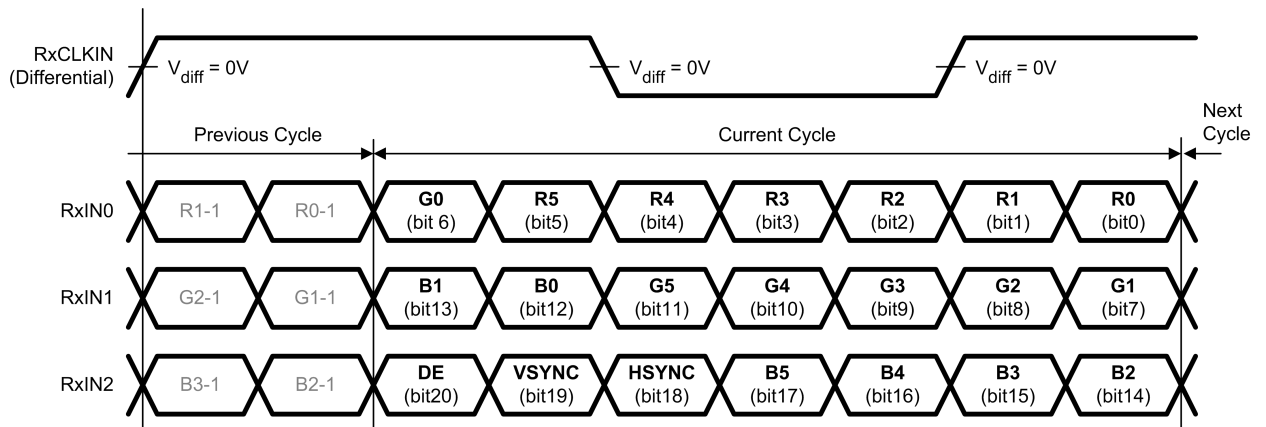 RxCLKIN
(Differential)
Vdiff = 0V
Vdiff = 0V
Vdiff = 0V
Previous Cycle
Current Cycle
Next
Cycle
RxIN0
R1-1
R0-1
G0
(bit 6)
R5
(bit5)
R4
(bit4)
R3
(bit3)
R2
(bit2)
R1
(bit1)
R0
(bit0)
RxIN1
G2-1
G1-1
B1
(bit13)
B0
(bit12)
G5
(bit11)
G4
(bit10)
G3
(bit9)
G2
(bit8)
G1
(bit7)
RxIN2
B3-1
B2-1
DE
(bit20)
VSYNC
(bit19)
HSYNC
(bit18)
B5
(bit17)
B4
(bit16)
B3
(bit15)
B2
(bit14)